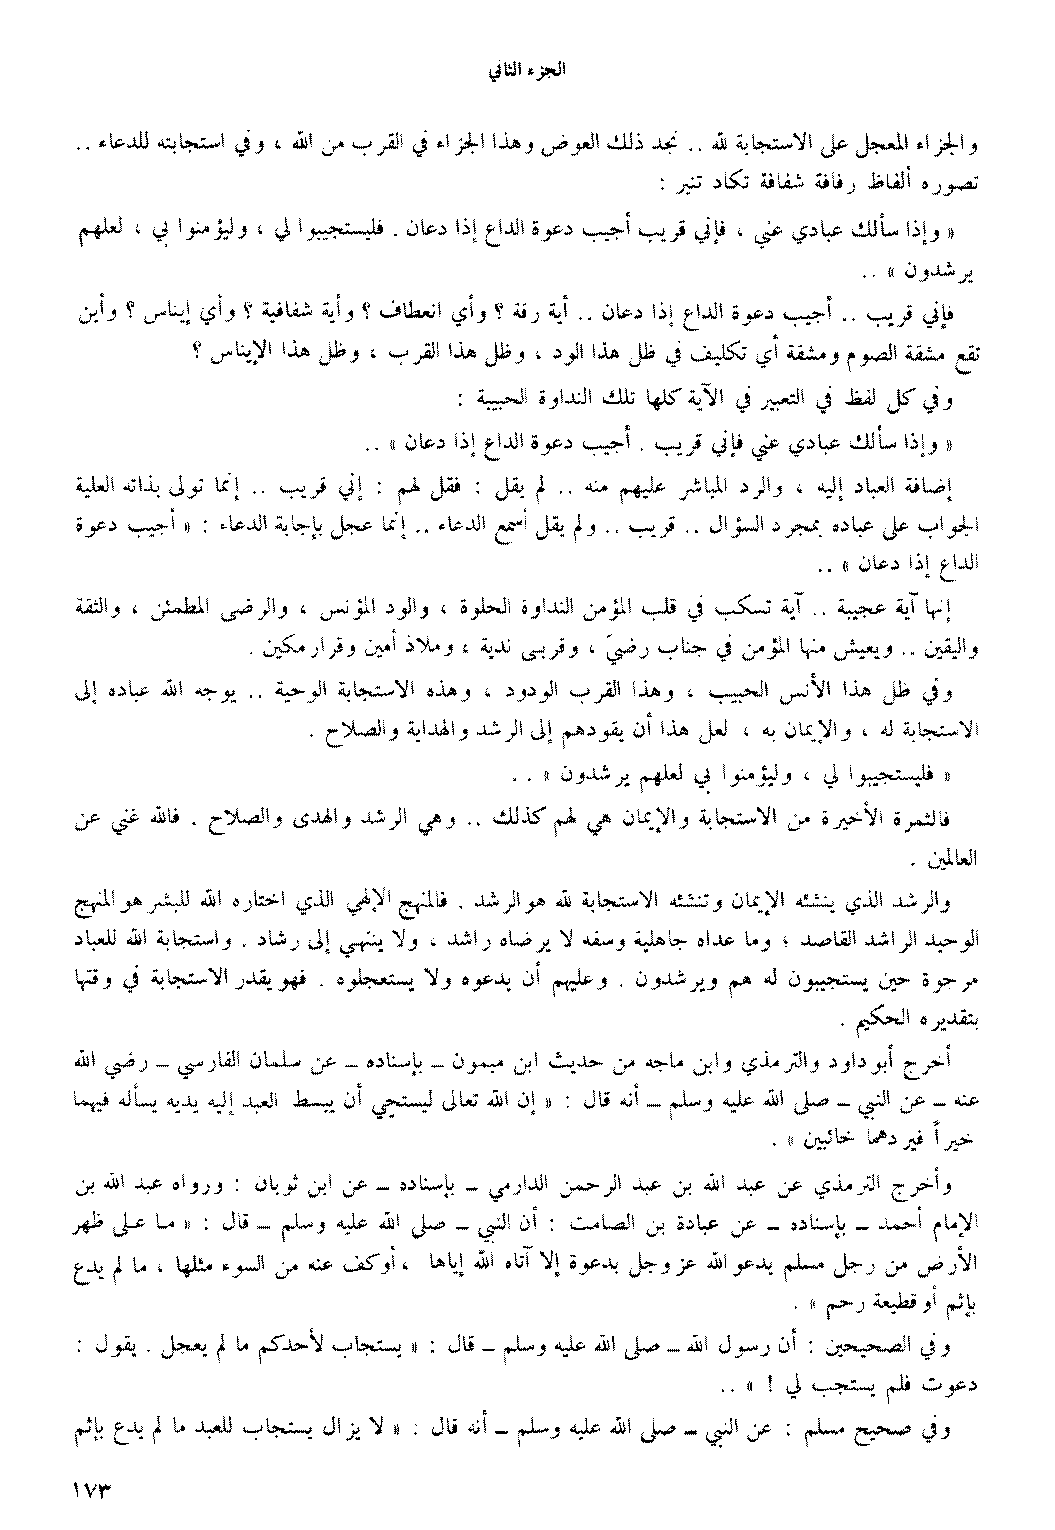 الجزء الثاني
والجزاء المعجل على الاستجابة لله .. نجد ذلك العوض وهذا الجزاء في القرب من الله ، وفي استجابته للدعاء ..
تصوره ألفاظ رفافة شفافة تكاد تنير :
« وإذا سألك عبادي عني ، فإني قريب أجيب دعوة الداع إذا دعان . فليستجيبوا لي ، وليؤمنوا بي ، لعلهم
يرشدون » ..
فإني قريب .. أجيب دعوة الداع إذا دعان .. أية رقة ؟ وأي انعطاف ؟ وأية شفافية ؟ وأي إيناس ؟ وأين
تقع مشقة الصوم ومشقة أي تكليف في ظل هذا الود ، وظل هذا القرب ، وظل هذا الإيناس ؟
وفي كل لفظ في التعبير في الآية كلها تلك النداوة الحبيبة :
« وإذا سألك عبادي عني فإني قريب . أجيب دعوة الداع إذا دعان » ..
إضافة العباد إليه ، والرد المباشر عليهم منه .. لم يقل : فقل لهم : إني قريب .. إنما تولى بذاته العلية
الجواب على عباده بمجرد السؤال .. قريب .. ولم يقل أسمع الدعاء .. إنما عجل بإجابة الدعاء : « أجيب دعوة
الداع إذا دعان » ..
إنها آية عجيبة .. آية تسكب في قلب المؤمن النداوة الحلوة ، والود المؤنس ، والرضى المطمئن ، والثقة
واليقين .. ويعيش منها المؤمن في جناب رضيّ ، وقربى ندية ، وملاذ أمين وقرار مكين .
وفي ظل هذا الأنس الحبيب ، وهذا القرب الودود ، وهذه الاستجابة الوحية .. يوجه الله عباده إلى
الاستجابة له ، والإيمان به ، لعل هذا أن يقودهم إلى الرشد والهداية والصلاح .
« فليستجيبوا لي ، وليؤمنوا بي لعلهم يرشدون » ..
فالثمرة الأخيرة من الاستجابة والإيمان هي لهم كذلك .. وهي الرشد والهدى والصلاح . فالله غني عن
العالمين .
والرشد الذي ينشئه الإيمان وتنشئه الاستجابة لله هو الرشد . فالمنهج الإلهي الذي اختاره الله للبشر هو المنهج
الوحيد الراشد القاصد ؛ وما عداه جاهلية وسفه لا يرضاه راشد ، ولا ينتهي إلى رشاد . واستجابة الله للعباد
مرجوة حين يستجيبون له هم ويرشدون . وعليهم أن يدعوه ولا يستعجلوه . فهو يقدر الاستجابة في وقتها
بتقديره الحكيم .
أخرج أبو داود والترمذي وابن ماجه من حديث ابن ميمون ـ بإسناده ـ عن سلمان الفارسي ـ رضي الله
عنه ـ عن النبي ـ صلى الله عليه وسلم ـ أنه قال : « إن الله تعالى ليستحي أن يبسط العبد إليه يديه يسأله فيهما
خيراً فيردهما خائبين » .
وأخرج الترمذي عن عبد الله بن عبد الرحمن الدارمي ـ بإسناده ـ عن ابن ثوبان : ورواه عبد الله بن
الإمام أحمد ـ بإسناده ـ عن عبادة بن الصامت : أن النبي ـ صلى الله عليه وسلم ـ قال : « ما على ظهر
الأرض من رجل مسلم يدعو الله عز وجل بدعوة إلا آتاه الله إياها ، أو كف عنه من السوء مثلها ، ما لم يدع
بإثم أو قطيعة رحم » .
وفي الصحيحين : أن رسول الله ـ صلى الله عليه وسلم ـ قال : « يستجاب لأحدكم ما لم يعجل . يقول :
دعوت فلم يستجب لي ! » ..
وفي صحيح مسلم : عن النبي ـ صلى الله عليه وسلم ـ أنه قال : « لا يزال يستجاب للعبد ما لم يدع بإثم
١٧٣